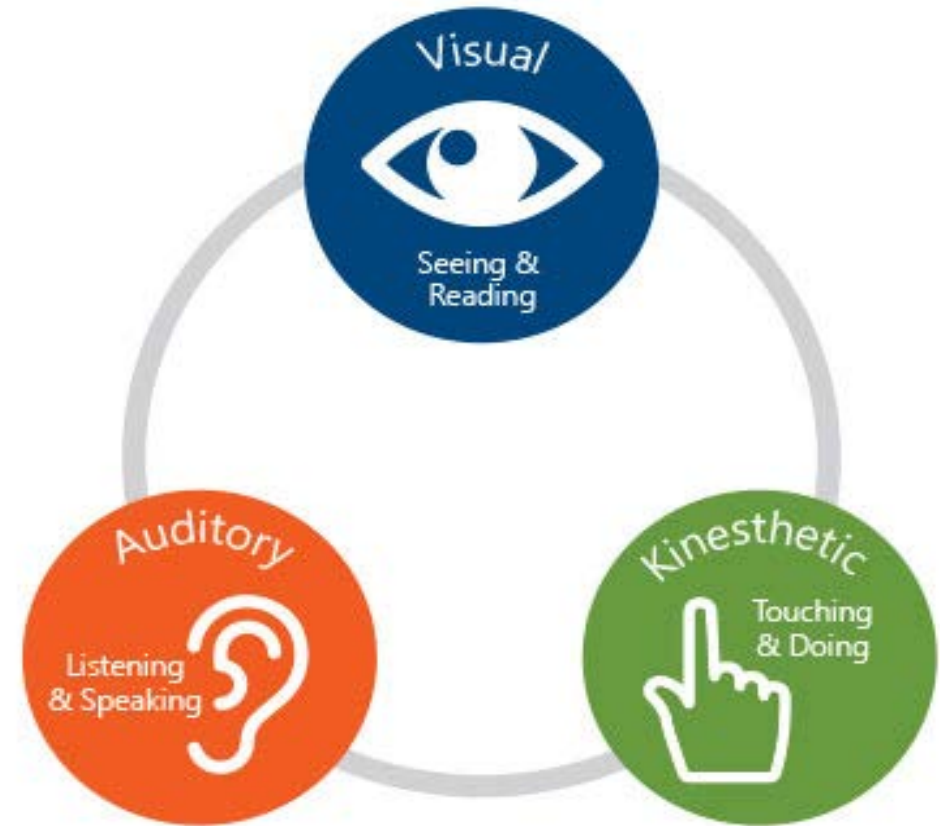 Visual
Seeing &
Reading
Auditory
Listening
& Speaking
Kinesthetic
Touching
& Doing